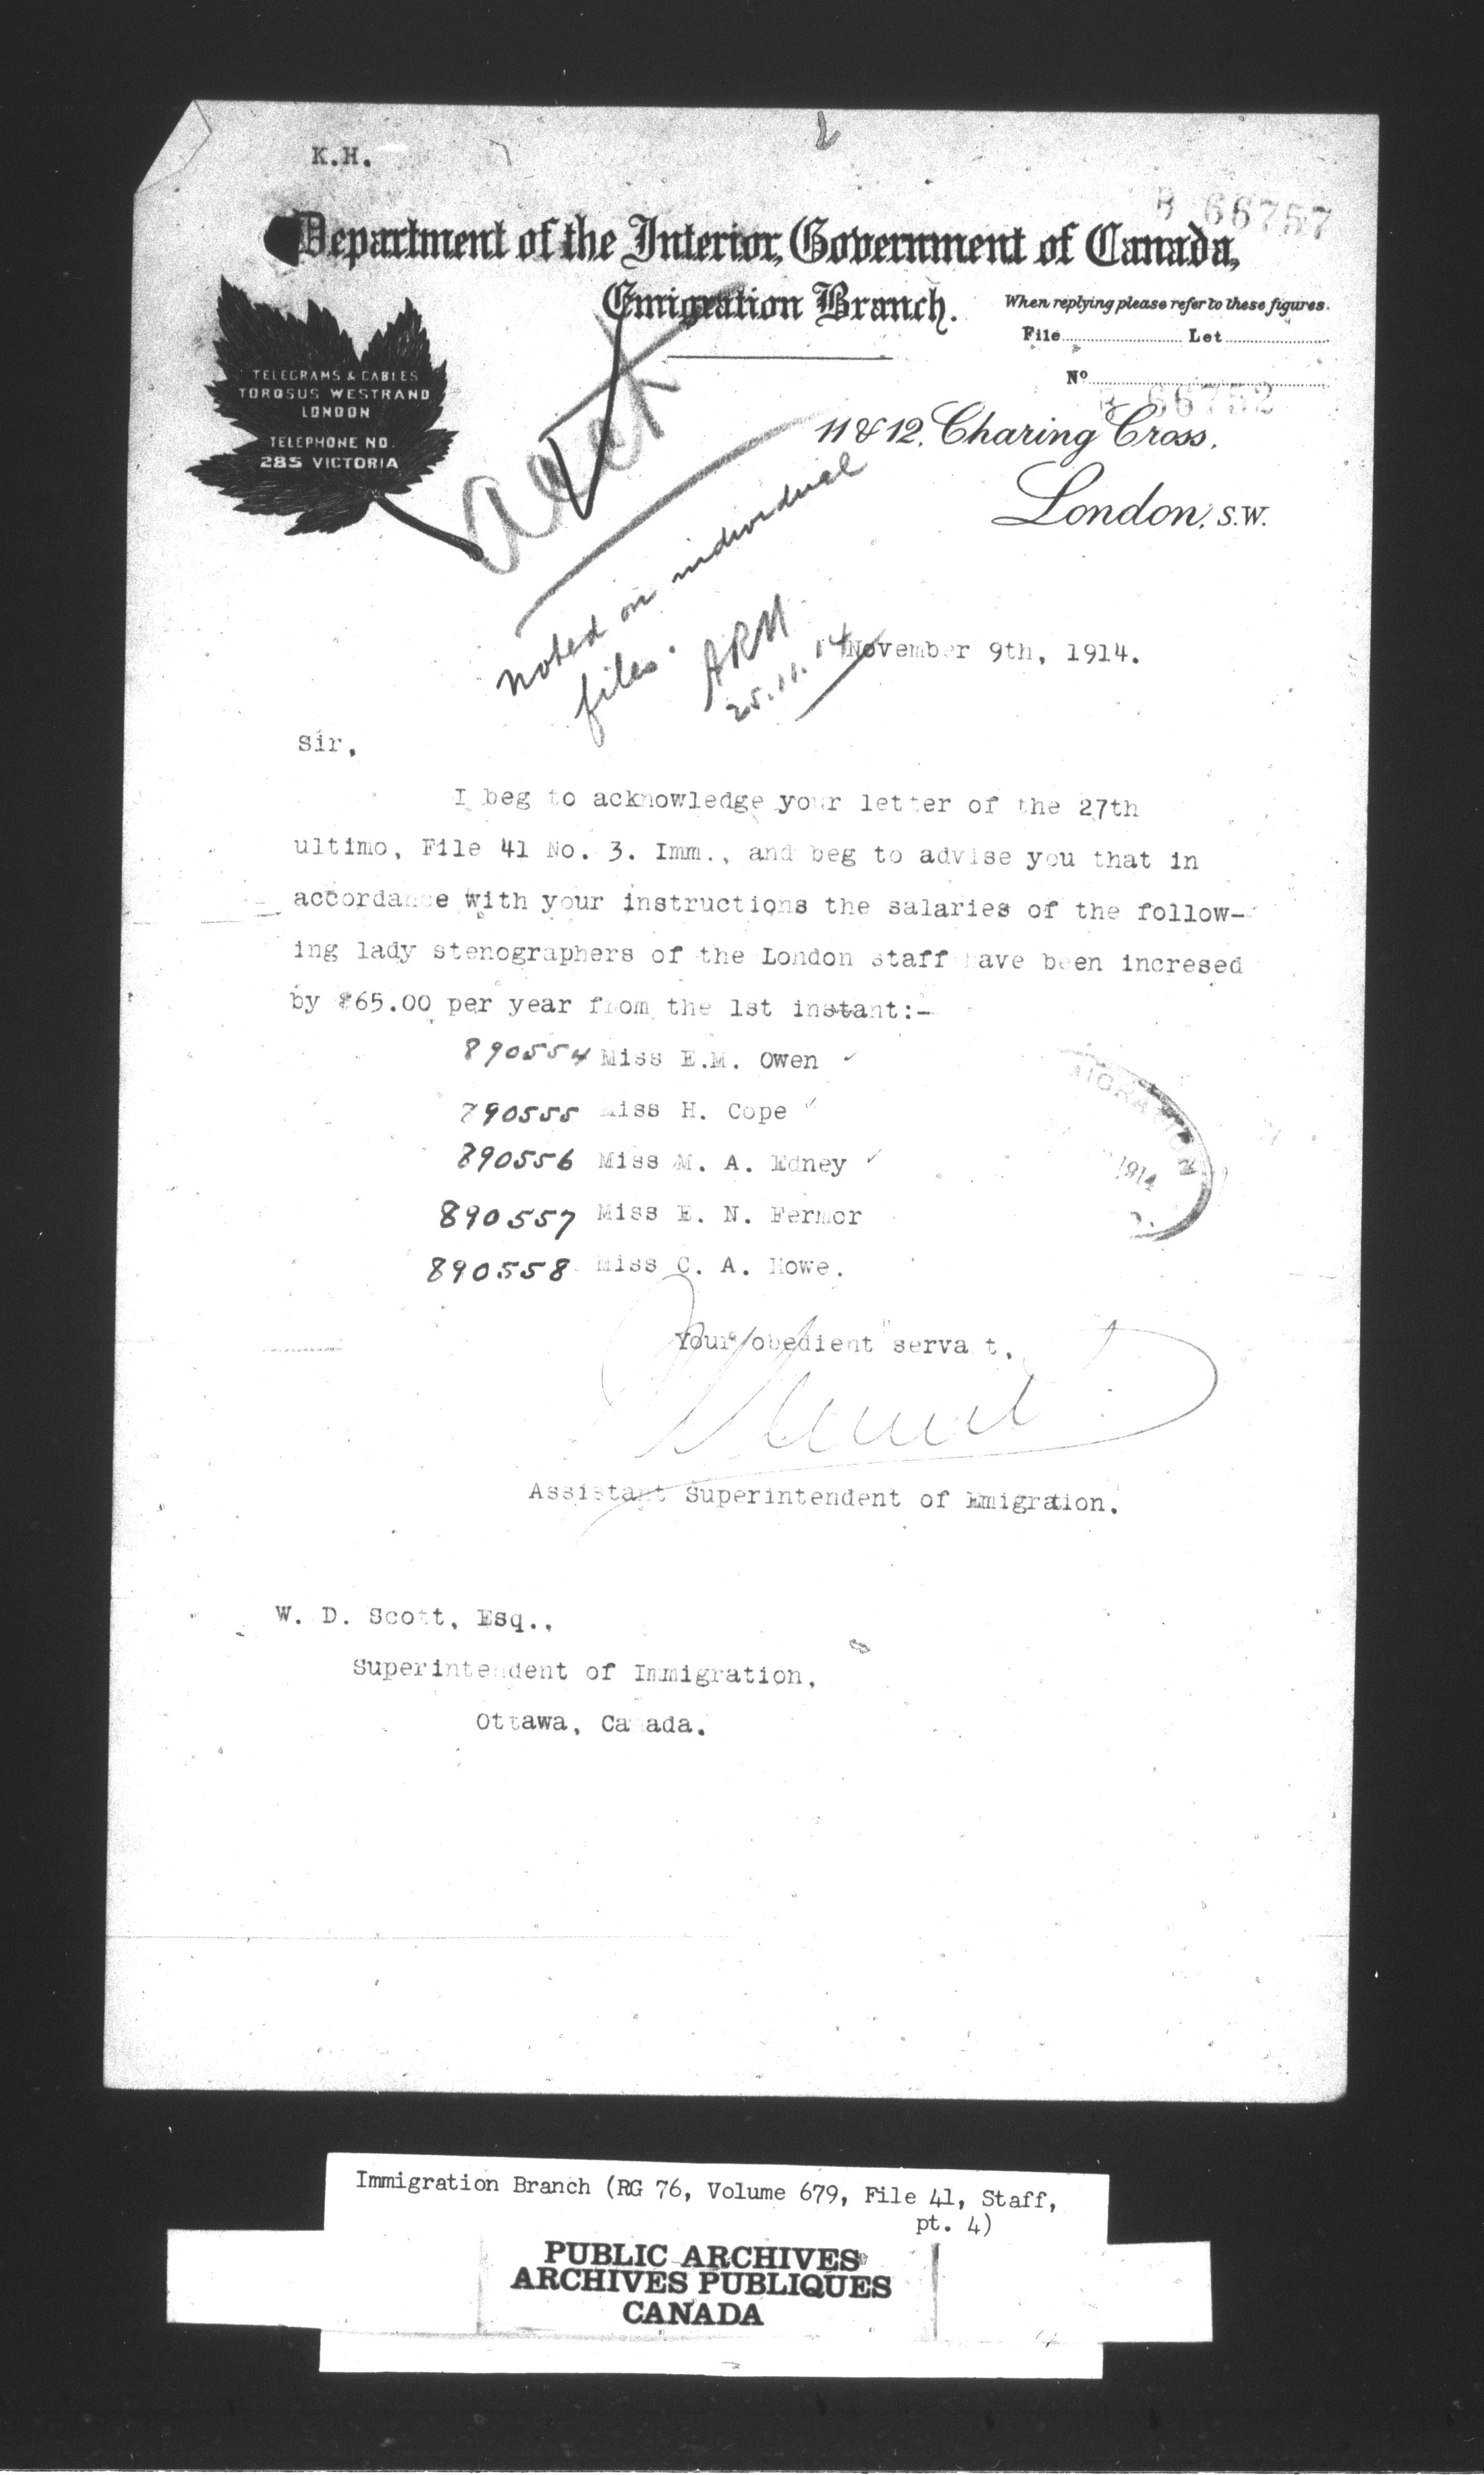 K.H.
B 66757
Department of the Interior, Government of Canada,
Emigration Branch.
When replying please refer to these figures.
File Let
No
B 66752
TELEGRAMS & CABLES
TOROSUS WESTRAND
LONDON
TELEPHONE NO.
285 VICTORIA
11 & 12, Charing Cross,
London, S.W.
noted on individual
files.
ARM
25.11.14
November 9th, 1914.
Sir,
I beg to acknowledge your letter of the 27th
ultimo, File 41 No. 3. Imm., and beg to advise you that in
accordance with your instructions the salaries of the follow-
ing lady stenographers of the London staff have been incresed
by $65.00 per year from the 1st instant:-
890554 Miss E.M. Owen ✓
890555 Miss H. Cope ✓
890556 Miss M. A. Edney ✓
890557 Miss E. N. Fermor
890558 Miss C. A. Howe.
1914
Your obedient servant,
Assistant Superintendent of Emigration.
W. D. Scott, Esq.,
Superintendent of Immigration,
Ottawa, Canada.
Immigration Branch (RG 76, Volume 679, File 41, Staff,
pt. 4)
PUBLIC ARCHIVES
ARCHIVES PUBLIQUES
CANADA